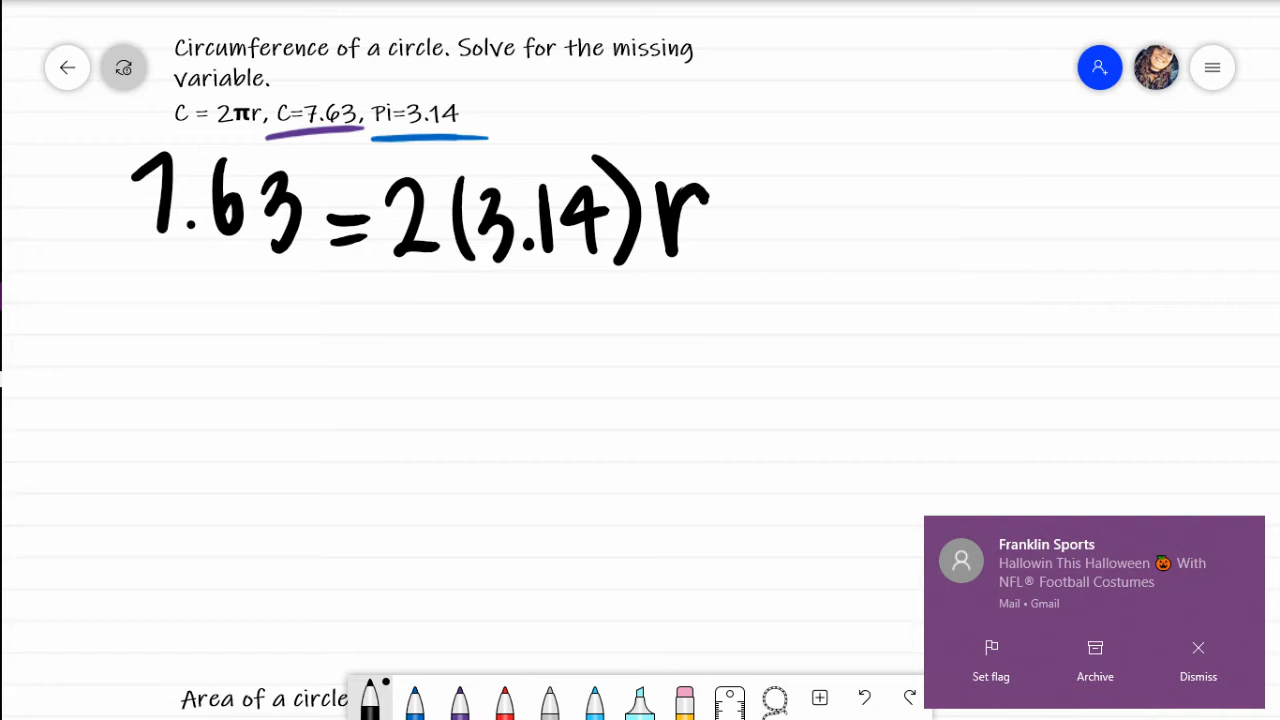 Circumference of a circle. Solve for the missing
variable.
C = 2πr, C=7.63, Pi=3.14
7.63 = 2(3.14)r
Franklin Sports
Hallowin This Halloween 🎃 With
NFL® Football Costumes
Mail • Gmail
Set flag
Archive
Dismiss
Area of a circle